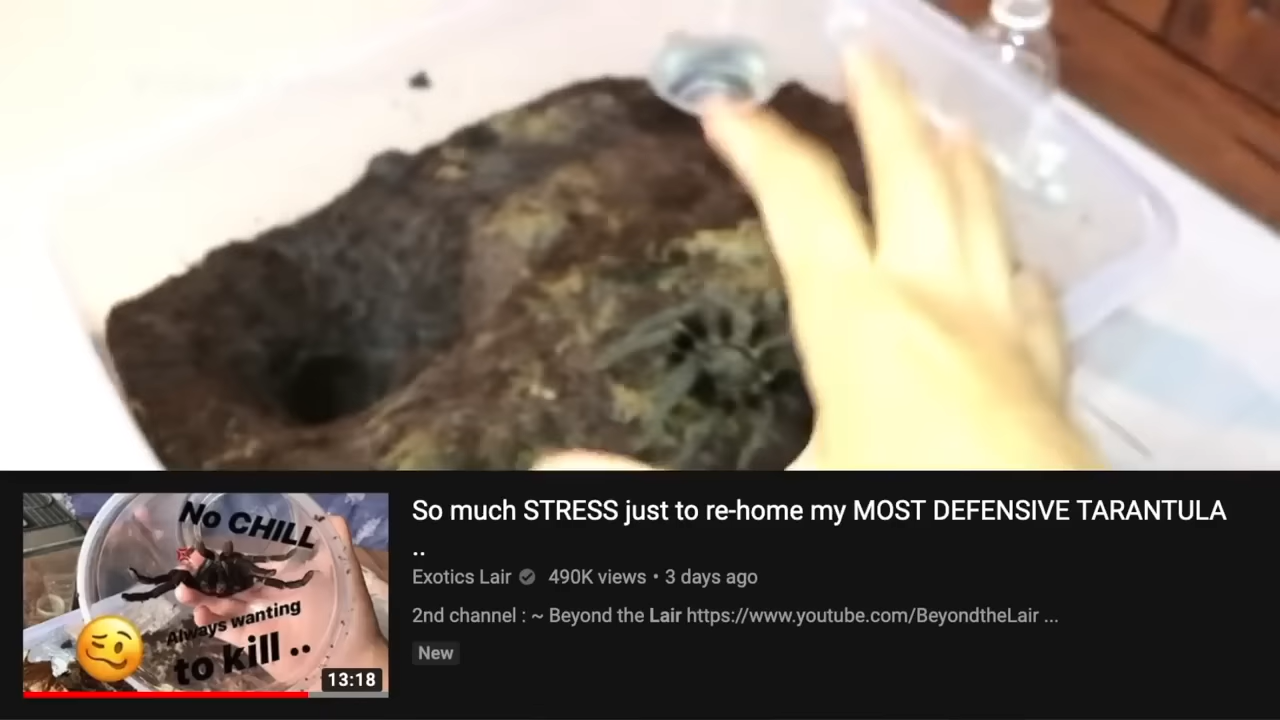 No CHILL
Always wanting
to kill ..
13:18
So much STRESS just to re-home my MOST DEFENSIVE TARANTULA
..
Exotics Lair 490K views • 3 days ago
2nd channel : ~ Beyond the Lair https://www.youtube.com/BeyondtheLair ...
New